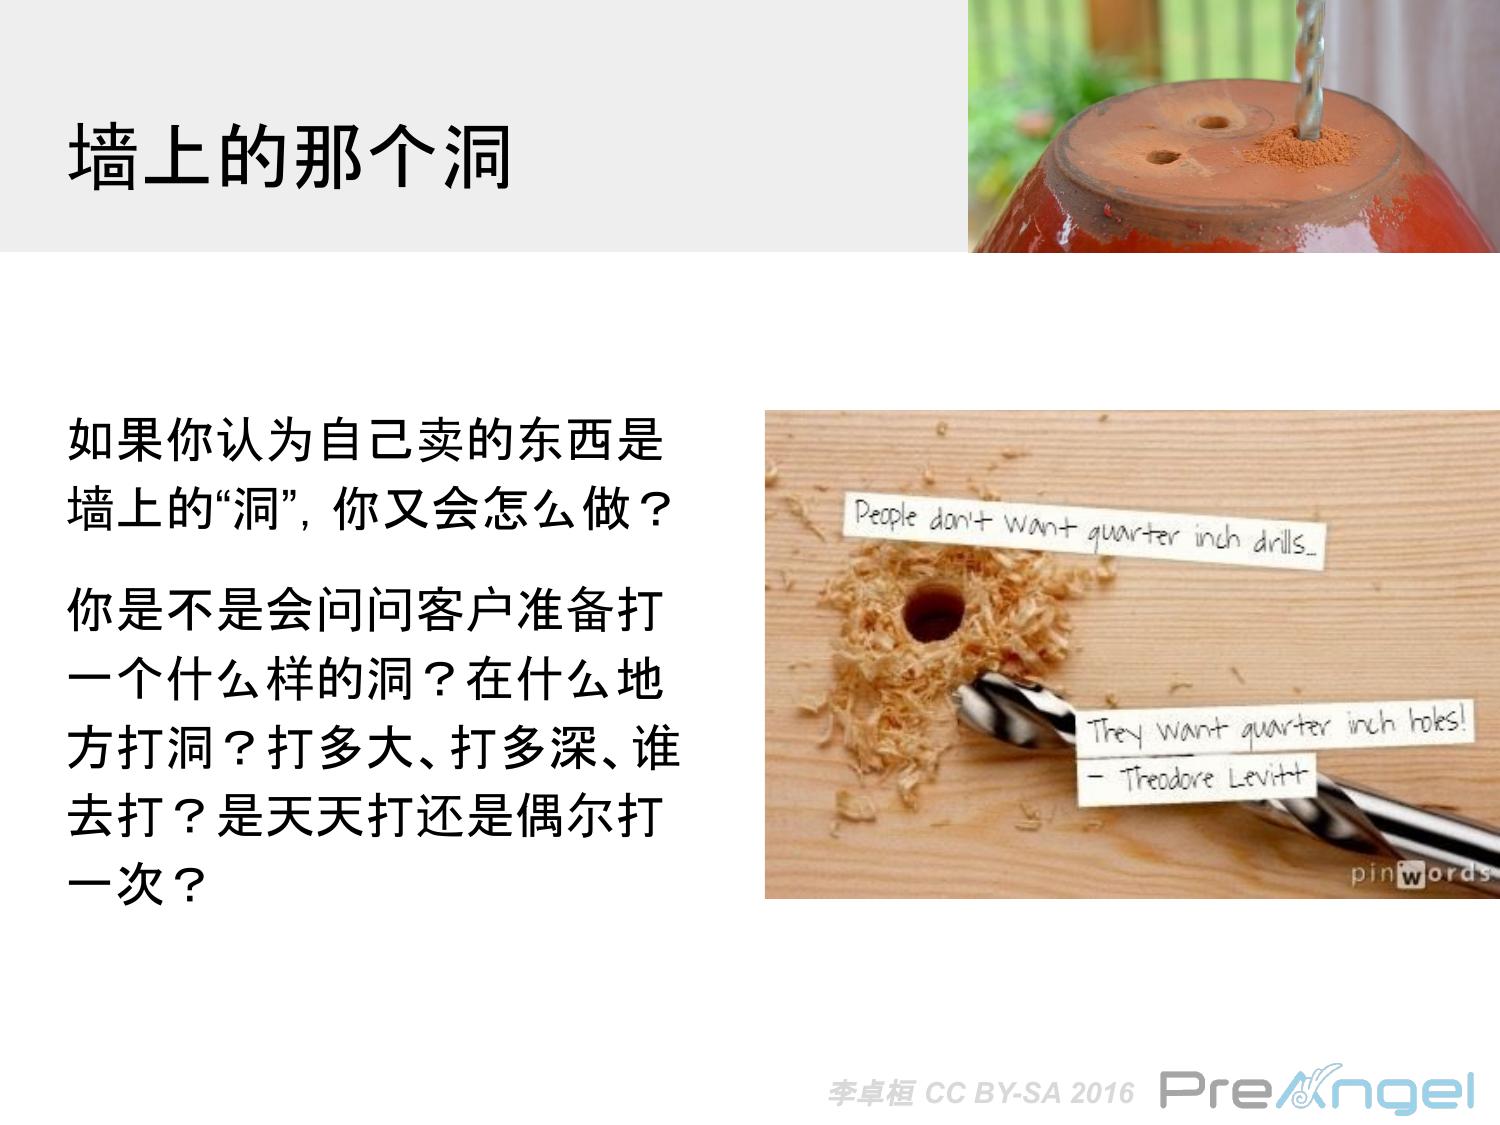 墙上的那个洞
如果你认为自己卖的东西是
墙上的“洞”，你又会怎么做？
你是不是会问问客户准备打
一个什么样的洞？在什么地
方打洞？打多大、打多深、谁
去打？是天天打还是偶尔打
一次？
People don't want quarter inch drills...
They want quarter inch holes!
- Theodore Levitt
pinwords
李卓桓 CC BY-SA 2016
PreAngel